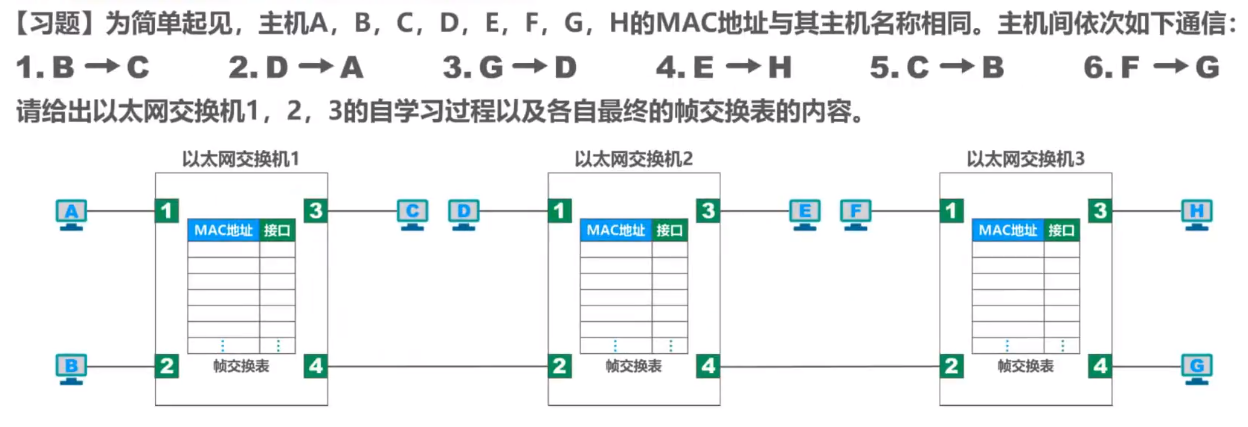 【习题】为简单起见，主机A，B，C，D，E，F，G，H的MAC地址与其主机名称相同。主机间依次如下通信：
1. B → C 2. D → A 3. G → D 4. E → H 5. C → B 6. F → G
请给出以太网交换机1，2，3的自学习过程以及各自最终的帧交换表的内容。
以太网交换机1 以太网交换机2 以太网交换机3
A 1 3 C D 1 3 E F 1 3 H
MAC地址 接口 MAC地址 接口 MAC地址 接口
B 2 帧交换表 4 2 帧交换表 4 2 帧交换表 4 G